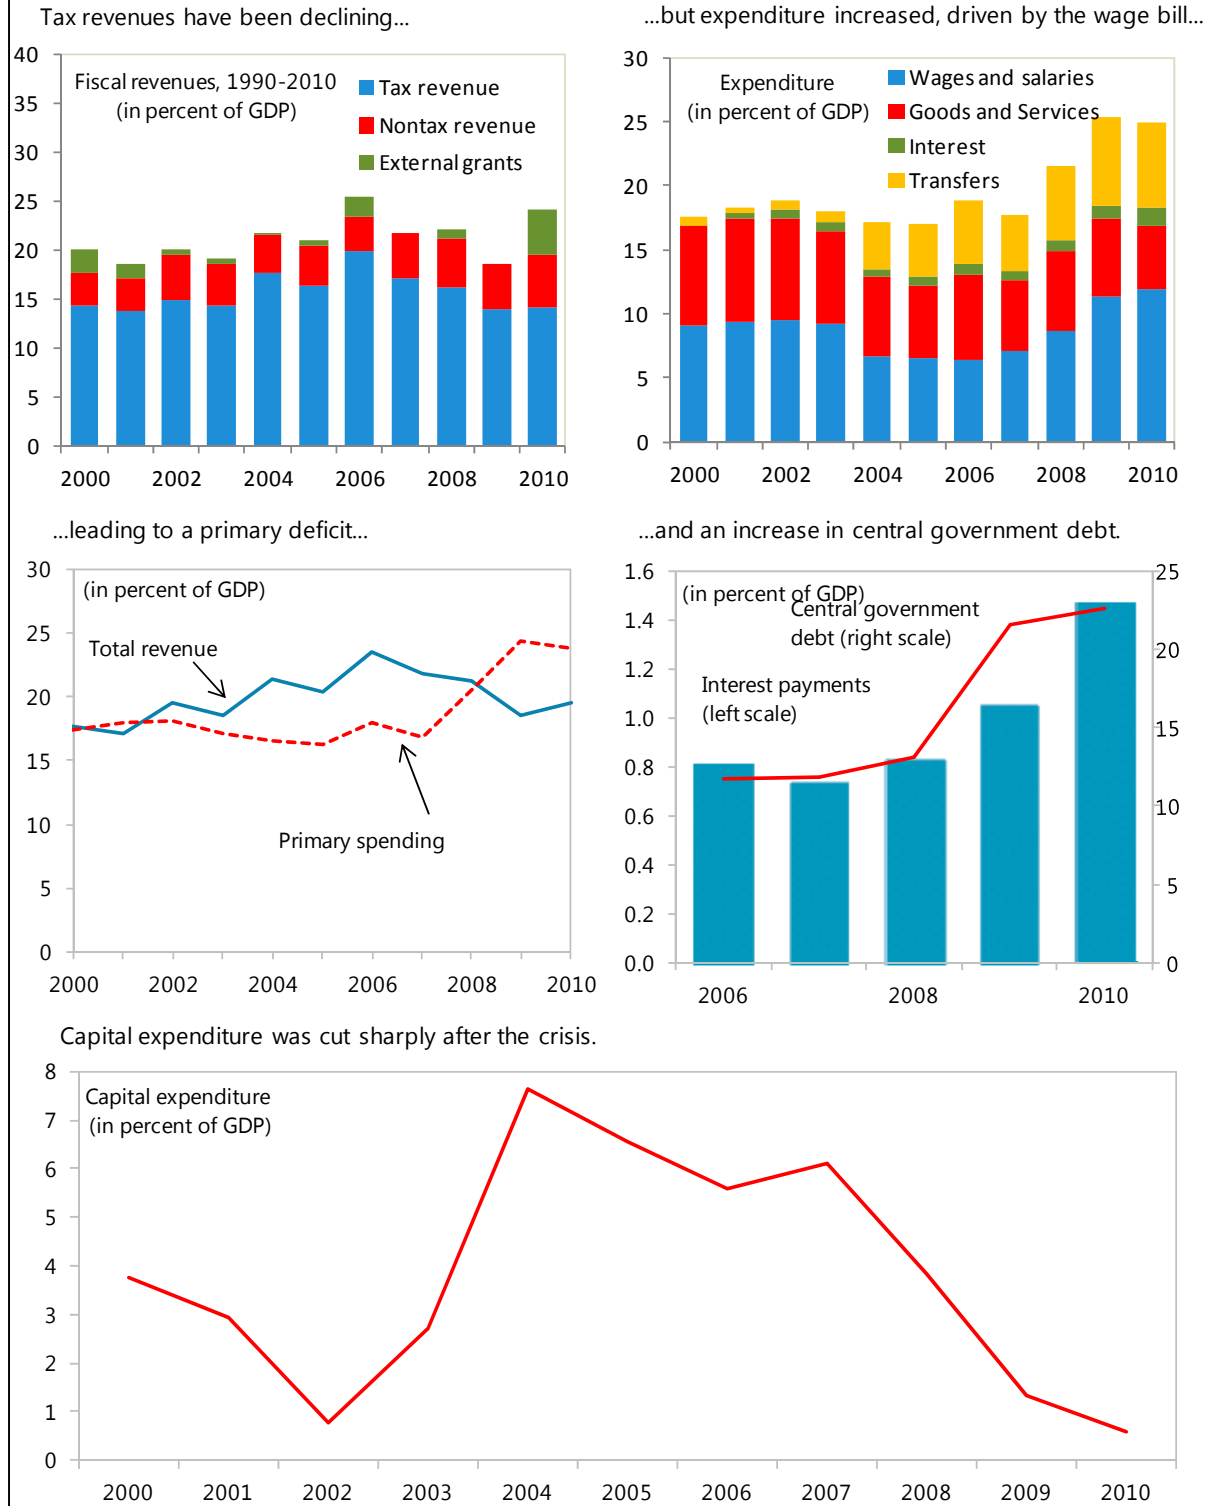 Tax revenues have been declining...
...but expenditure increased, driven by the wage bill...
Fiscal revenues, 1990-2010
(in percent of GDP)
Tax revenue
Nontax revenue
External grants
40
35
30
25
20
15
10
5
0
2000 2002 2004 2006 2008 2010
Expenditure
(in percent of GDP)
Wages and salaries
Goods and Services
Interest
Transfers
30
25
20
15
10
5
0
2000 2002 2004 2006 2008 2010
...leading to a primary deficit...
...and an increase in central government debt.
(in percent of GDP)
Total revenue
Primary spending
30
25
20
15
10
5
0
2000 2002 2004 2006 2008 2010
(in percent of GDP)
Central government
debt (right scale)
Interest payments
(left scale)
1.6
1.4
1.2
1.0
0.8
0.6
0.4
0.2
0.0
25
20
15
10
5
0
2006 2008 2010
Capital expenditure was cut sharply after the crisis.
Capital expenditure
(in percent of GDP)
8
7
6
5
4
3
2
1
0
2000 2001 2002 2003 2004 2005 2006 2007 2008 2009 2010